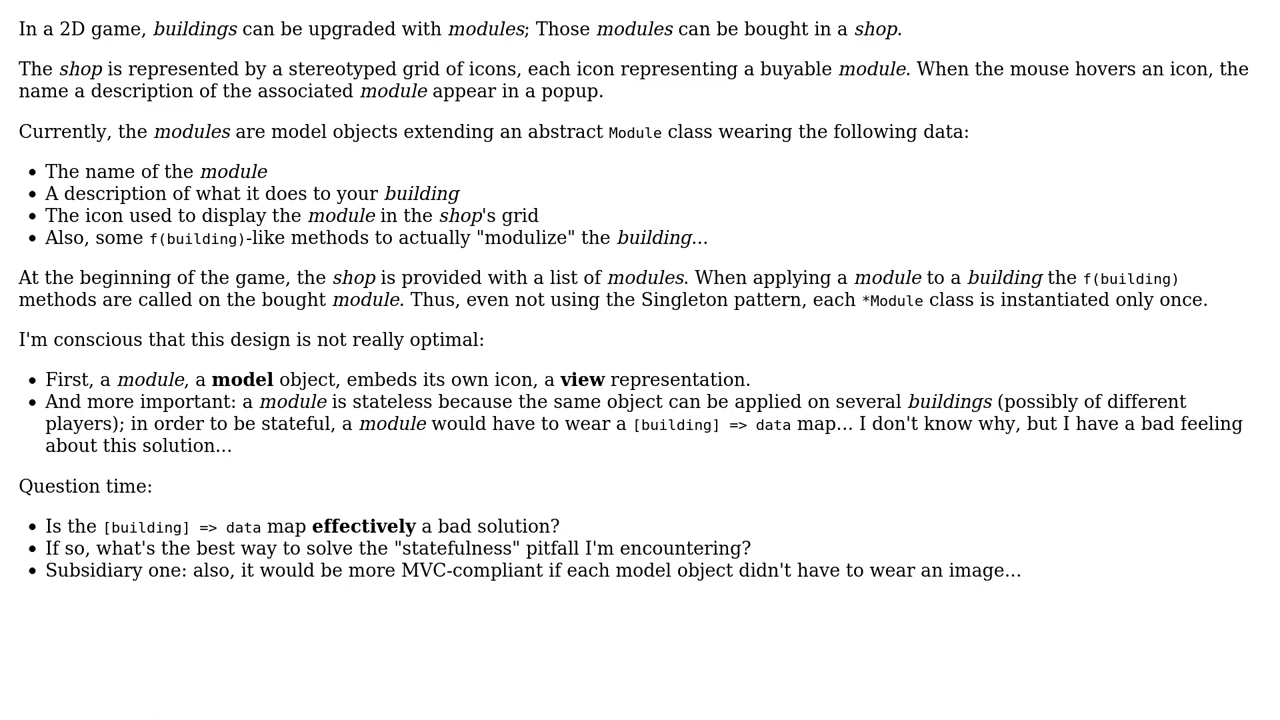 In a 2D game, buildings can be upgraded with modules; Those modules can be bought in a shop.
The shop is represented by a stereotyped grid of icons, each icon representing a buyable module. When the mouse hovers an icon, the
name a description of the associated module appear in a popup.
Currently, the modules are model objects extending an abstract Module class wearing the following data:
• The name of the module
• A description of what it does to your building
• The icon used to display the module in the shop's grid
• Also, some f(building)-like methods to actually "modulize" the building...
At the beginning of the game, the shop is provided with a list of modules. When applying a module to a building the f(building)
methods are called on the bought module. Thus, even not using the Singleton pattern, each *Module class is instantiated only once.
I'm conscious that this design is not really optimal:
• First, a module, a model object, embeds its own icon, a view representation.
• And more important: a module is stateless because the same object can be applied on several buildings (possibly of different
players); in order to be stateful, a module would have to wear a [building] => data map... I don't know why, but I have a bad feeling
about this solution...
Question time:
• Is the [building] => data map effectively a bad solution?
• If so, what's the best way to solve the "statefulness" pitfall I'm encountering?
• Subsidiary one: also, it would be more MVC-compliant if each model object didn't have to wear an image...